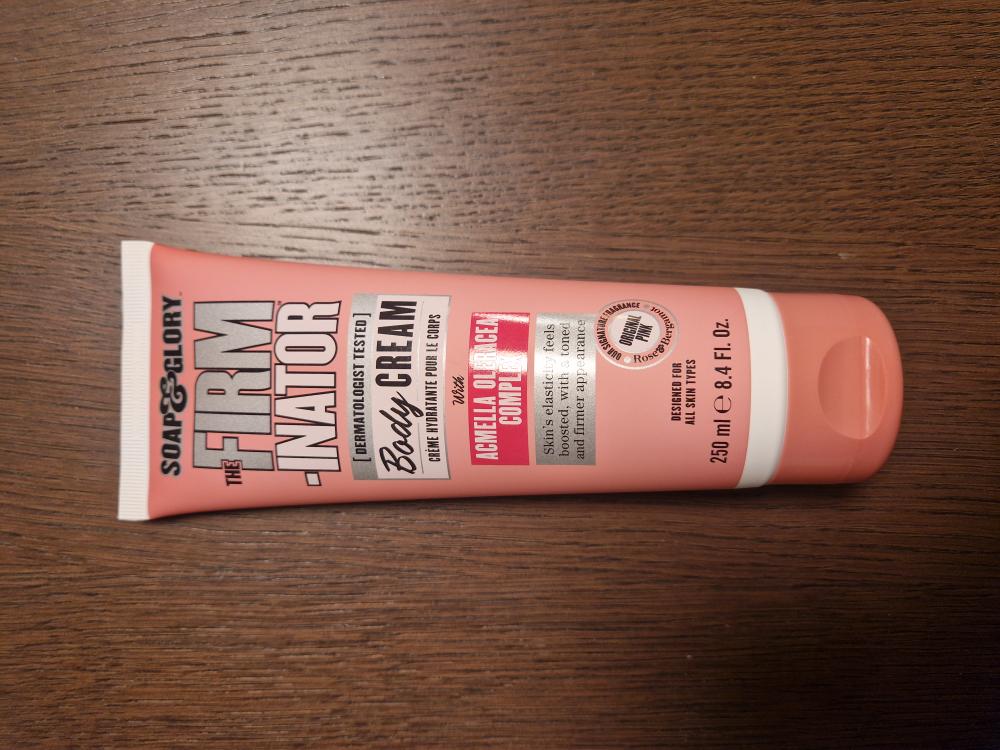 SOAP & GLORY™
THE FIRM
-INATOR™
[DERMATOLOGIST TESTED]
Body CREAM
CRÈME HYDRATANTE POUR LE CORPS
With
ACMELLA OLERACEA
COMPLEX
Skin's elasticity feels
boosted, with a toned
and firmer appearance
OUR SIGNATURE FRAGRANCE
ORIGINAL
PINK
Rose & Bergamot
DESIGNED FOR
ALL SKIN TYPES
250 ml ℮ 8.4 Fl. Oz.